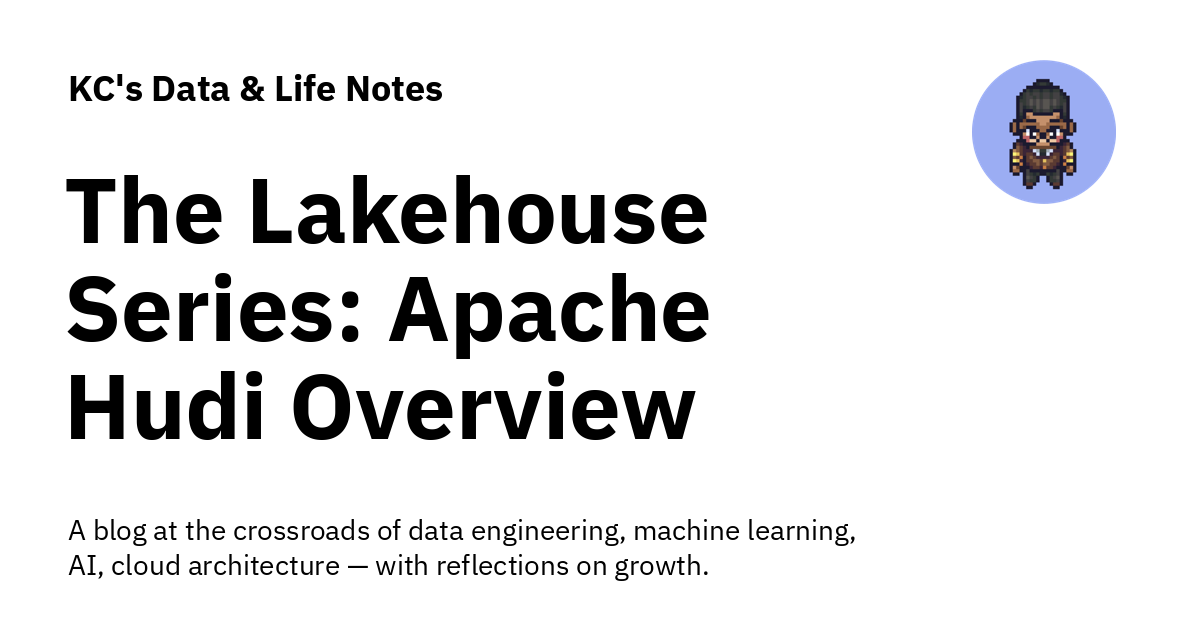 KC's Data & Life Notes
The Lakehouse
Series: Apache
Hudi Overview
A blog at the crossroads of data engineering, machine learning,
AI, cloud architecture — with reflections on growth.